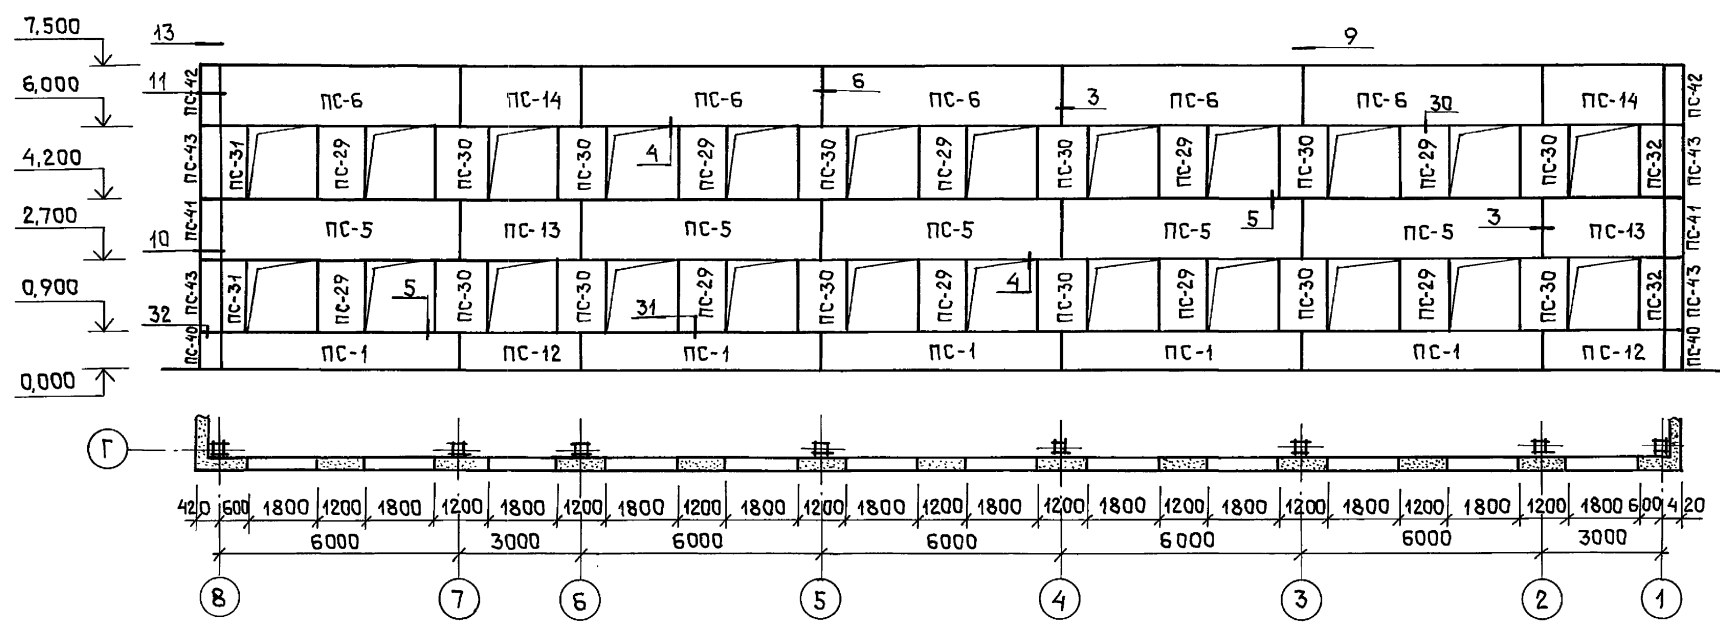 7,500 13 9
6,000 11 ПС-42 ПС-6 ПС-14 ПС-6 6 ПС-6 3 ПС-6 ПС-6 30 ПС-14 ПС-42
4,200 ПС-43 ПС-31 ПС-29 ПС-30 ПС-30 4 ПС-29 ПС-30 ПС-29 ПС-30 ПС-29 ПС-30 ПС-29 ПС-30 ПС-32 ПС-43
2,700 10 ПС-41 ПС-5 ПС-13 ПС-5 ПС-5 ПС-5 5 ПС-5 3 ПС-13 ПС-41
0,900 ПС-43 ПС-31 ПС-29 5 ПС-30 ПС-30 31 ПС-29 ПС-30 ПС-29 4 ПС-30 ПС-29 ПС-30 ПС-29 ПС-30 ПС-32 ПС-43
32 ПС-40 ПС-1 ПС-12 ПС-1 ПС-1 ПС-1 ПС-1 ПС-12 ПС-40
0,000
Г
420 600 1800 1200 1800 1200 1800 1200 1800 1200 1800 1200 1800 1200 1800 1200 1800 1200 1800 1200 1800 1200 1800 1200 1800 600 420
6000 3000 6000 6000 6000 6000 3000
8 7 6 5 4 3 2 1